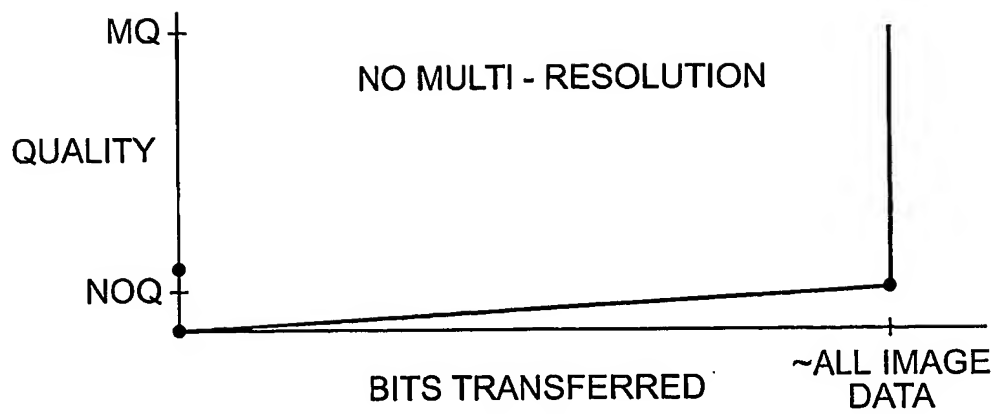 MQ
NO MULTI - RESOLUTION
QUALITY
NOQ
BITS TRANSFERRED
~ALL IMAGE
DATA